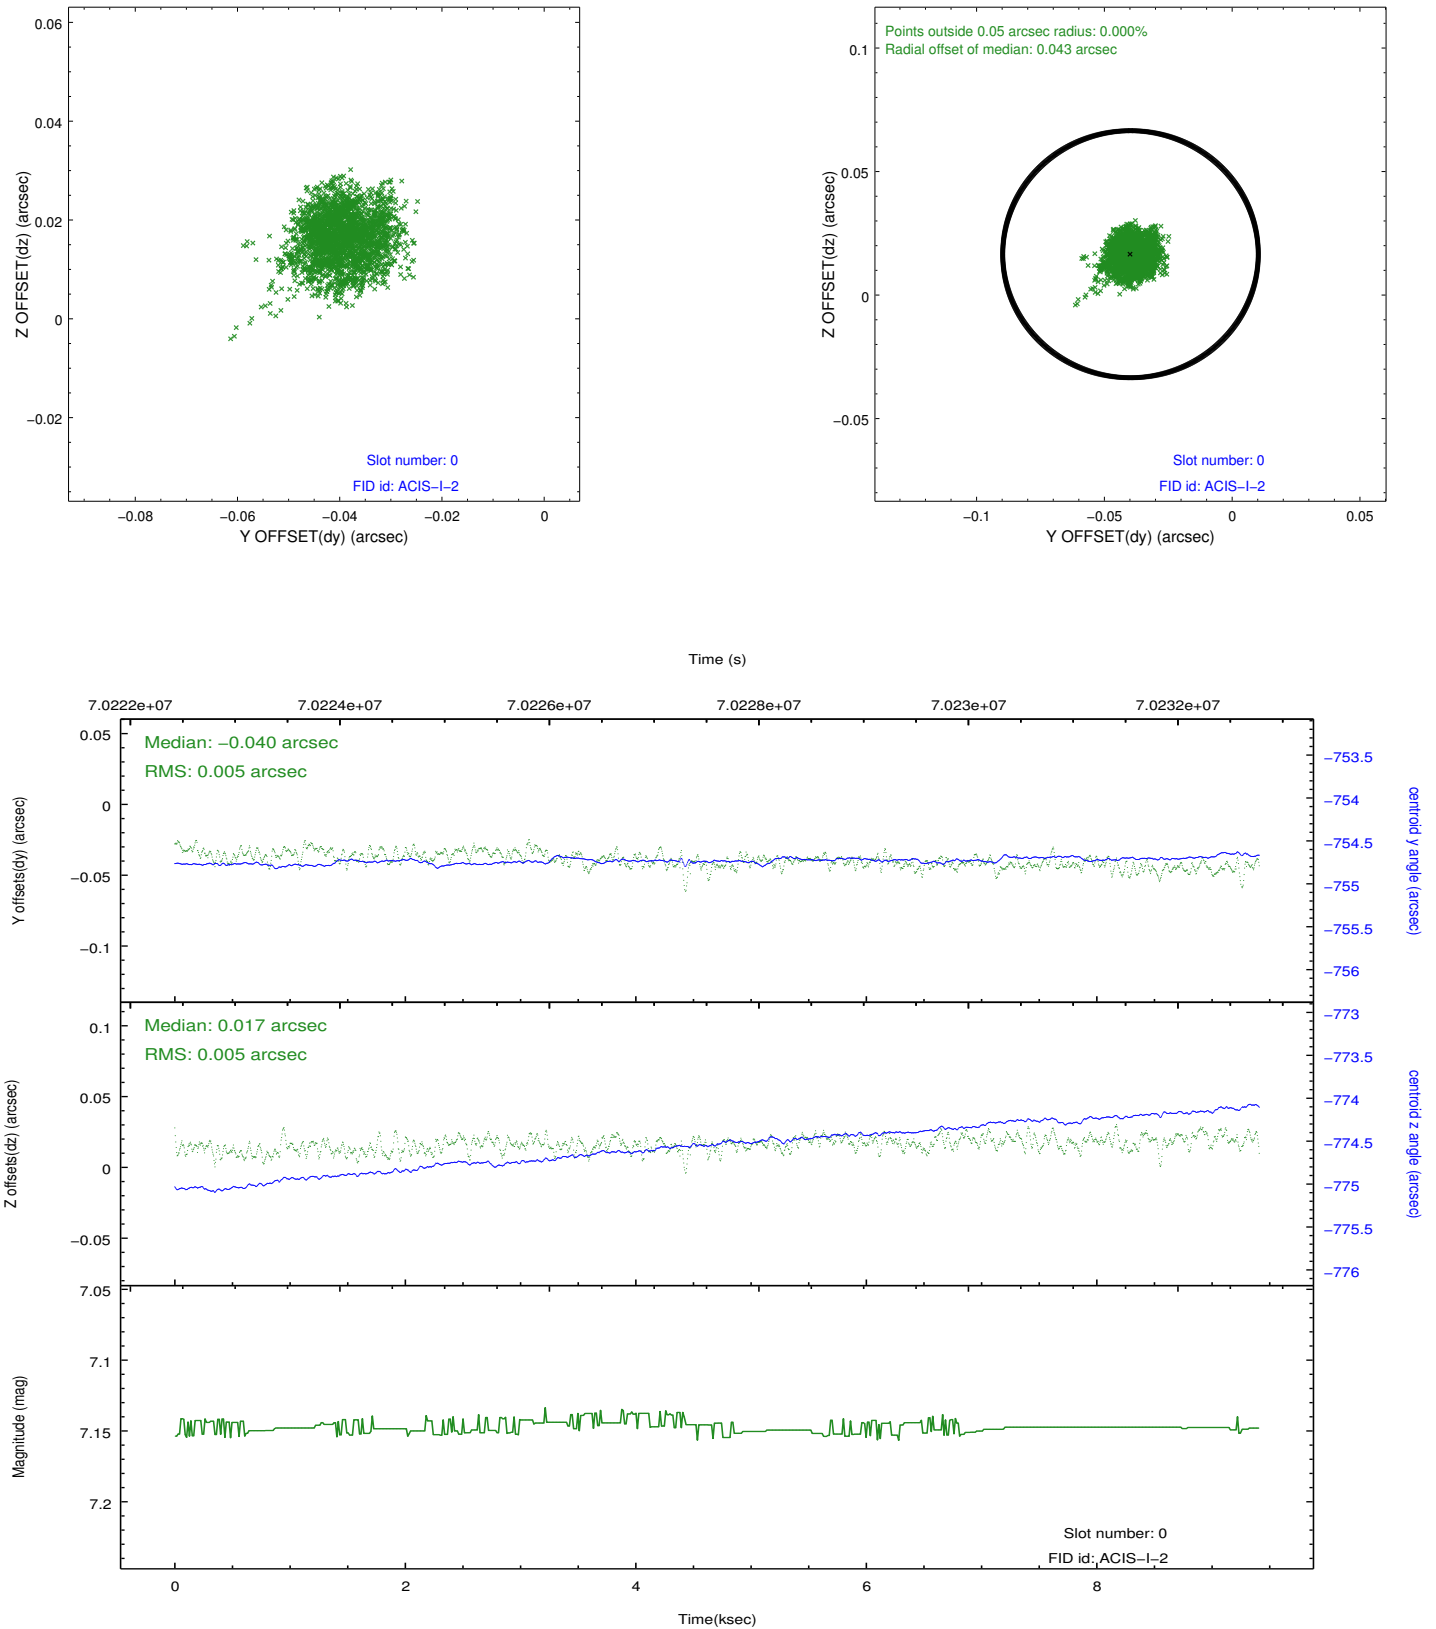 0.06
0.04
0.02
0
−0.02
Z OFFSET(dz) (arcsec)
Slot number: 0
FID id: ACIS−I−2
−0.08 −0.06 −0.04 −0.02 0
Y OFFSET(dy) (arcsec)
Points outside 0.05 arcsec radius: 0.000%
Radial offset of median: 0.043 arcsec
0.1
0.05
0
−0.05
Z OFFSET(dz) (arcsec)
Slot number: 0
FID id: ACIS−I−2
−0.1 −0.05 0 0.05
Y OFFSET(dy) (arcsec)
Time (s)
7.02222e+07 7.02224e+07 7.02226e+07 7.02228e+07 7.023e+07 7.0232e+07
Median: −0.040 arcsec
RMS: 0.005 arcsec
0.05
0
−0.05
−0.1
Y offsets(dy) (arcsec)
−753.5
−754
−754.5
−755
−755.5
−756
centroid y angle (arcsec)
Median: 0.017 arcsec
RMS: 0.005 arcsec
0.1
0.05
0
−0.05
Z offsets(dz) (arcsec)
−773
−773.5
−774
−774.5
−775
−775.5
−776
centroid z angle (arcsec)
7.05
7.1
7.15
7.2
Magnitude (mag)
Slot number: 0
FID id: ACIS−I−2
0 2 4 6 8
Time(ksec)